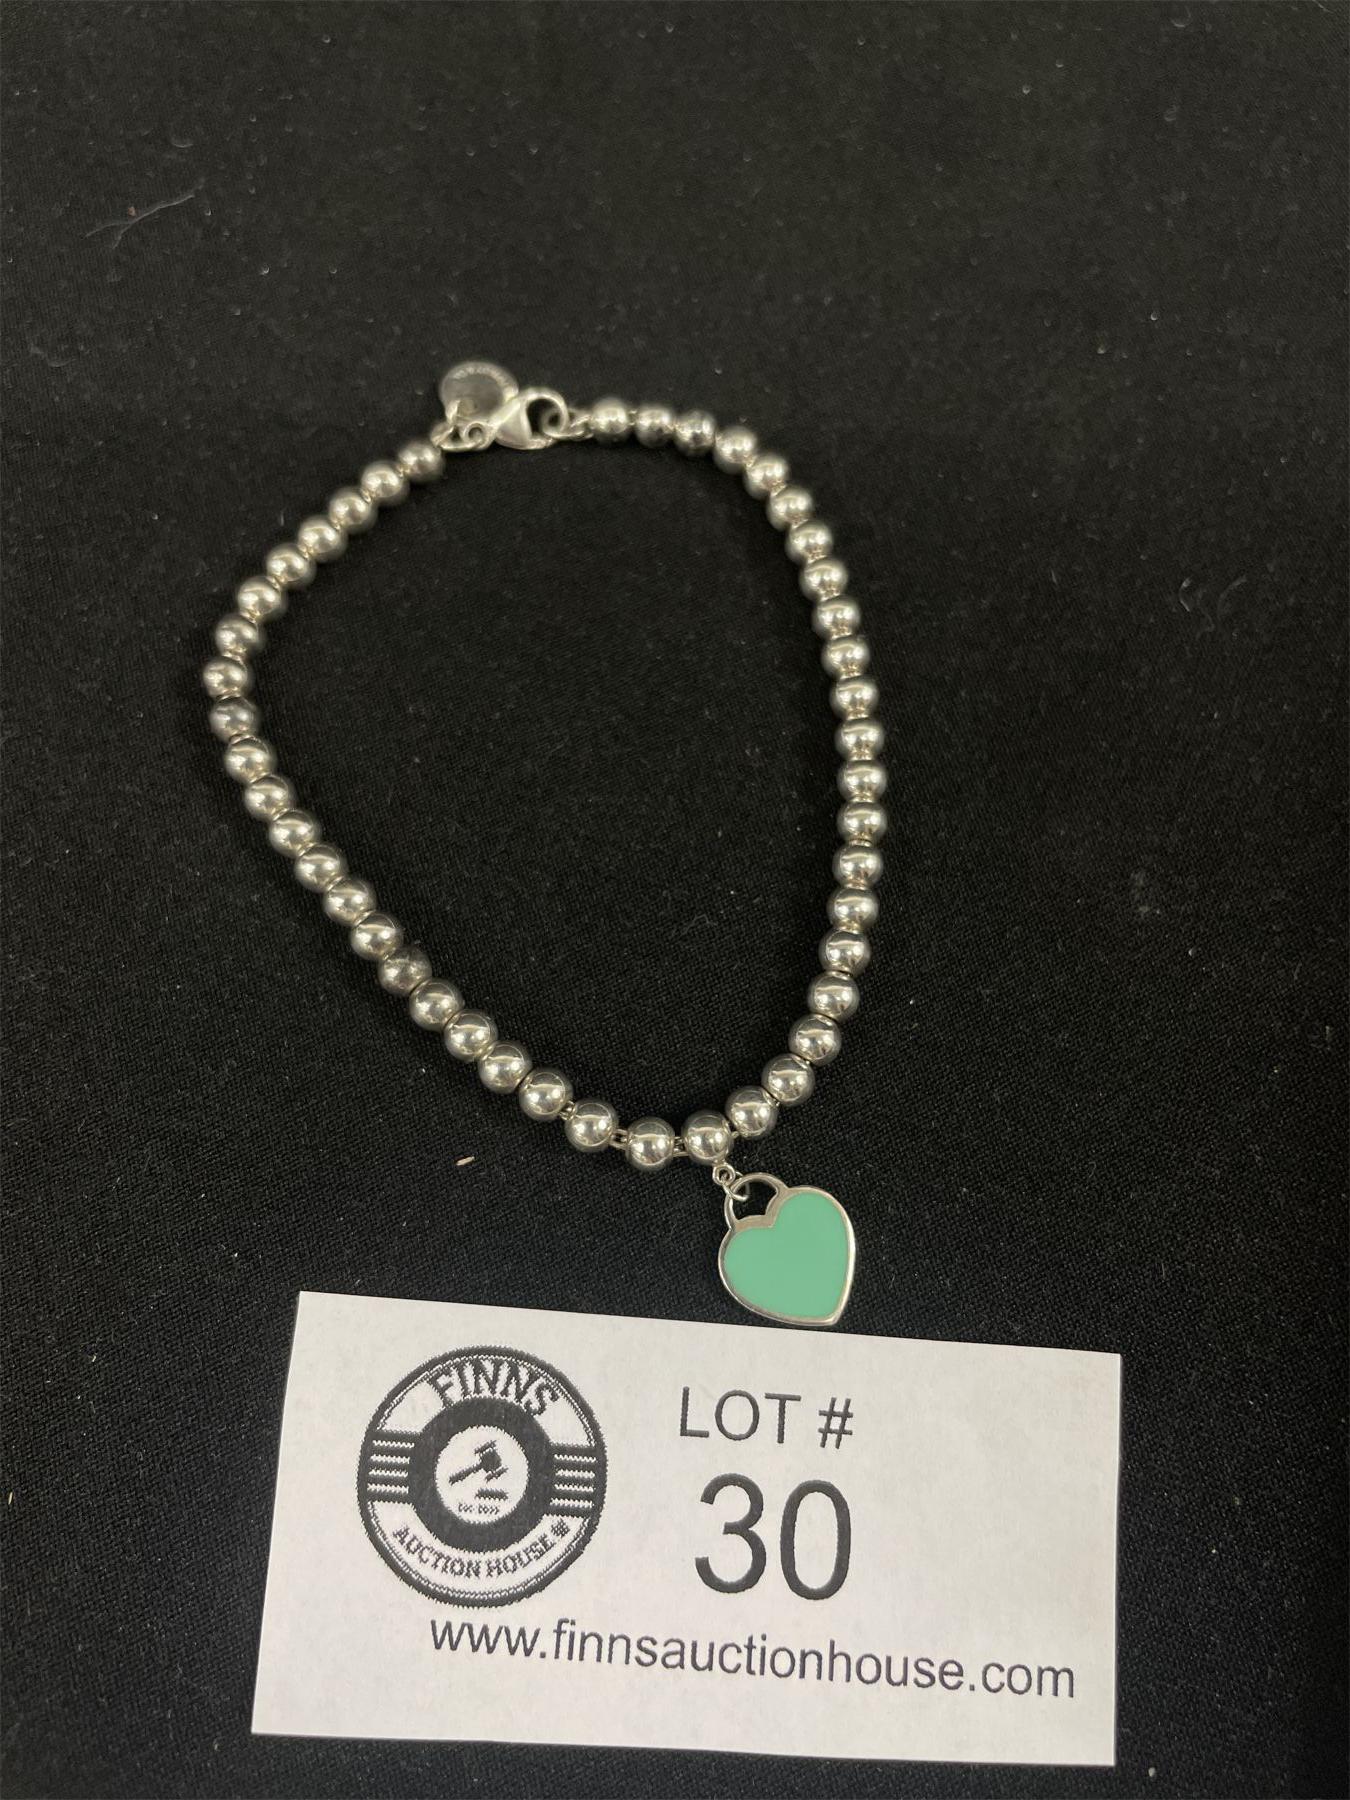 FINNS
AUCTION HOUSE
LOT #
30
www.finnsauctionhouse.com